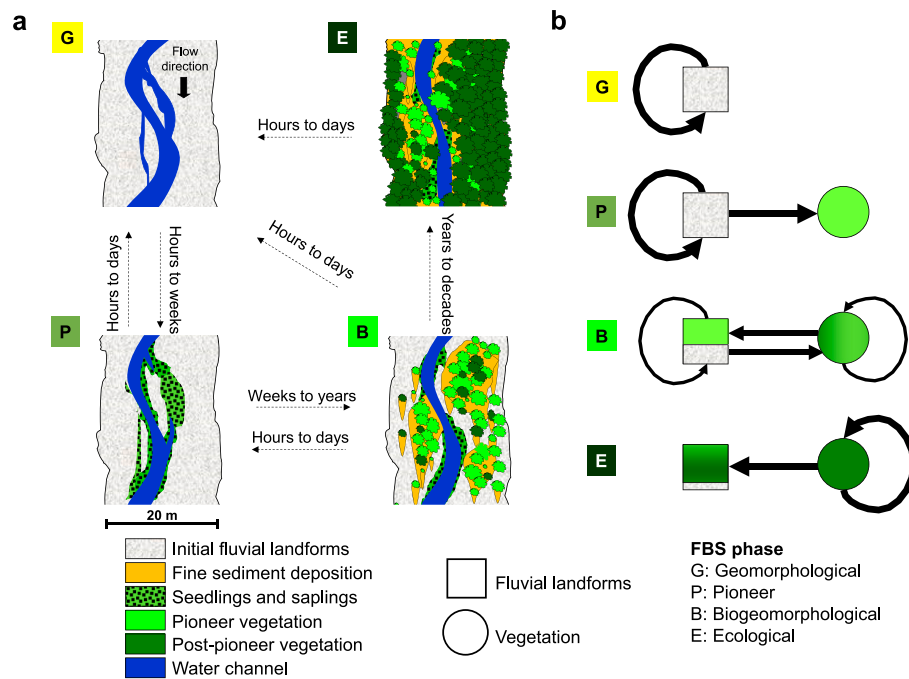 a
b
G
Flow
direction
E
Hours to days
G
P
Hours to days
Hours to weeks
Hours to days
Years to decades
P
B
Weeks to years
Hours to days
B
E
20 m
Initial fluvial landforms
Fine sediment deposition
Seedlings and saplings
Pioneer vegetation
Post-pioneer vegetation
Water channel
Fluvial landforms
Vegetation
FBS phase
G: Geomorphological
P: Pioneer
B: Biogeomorphological
E: Ecological